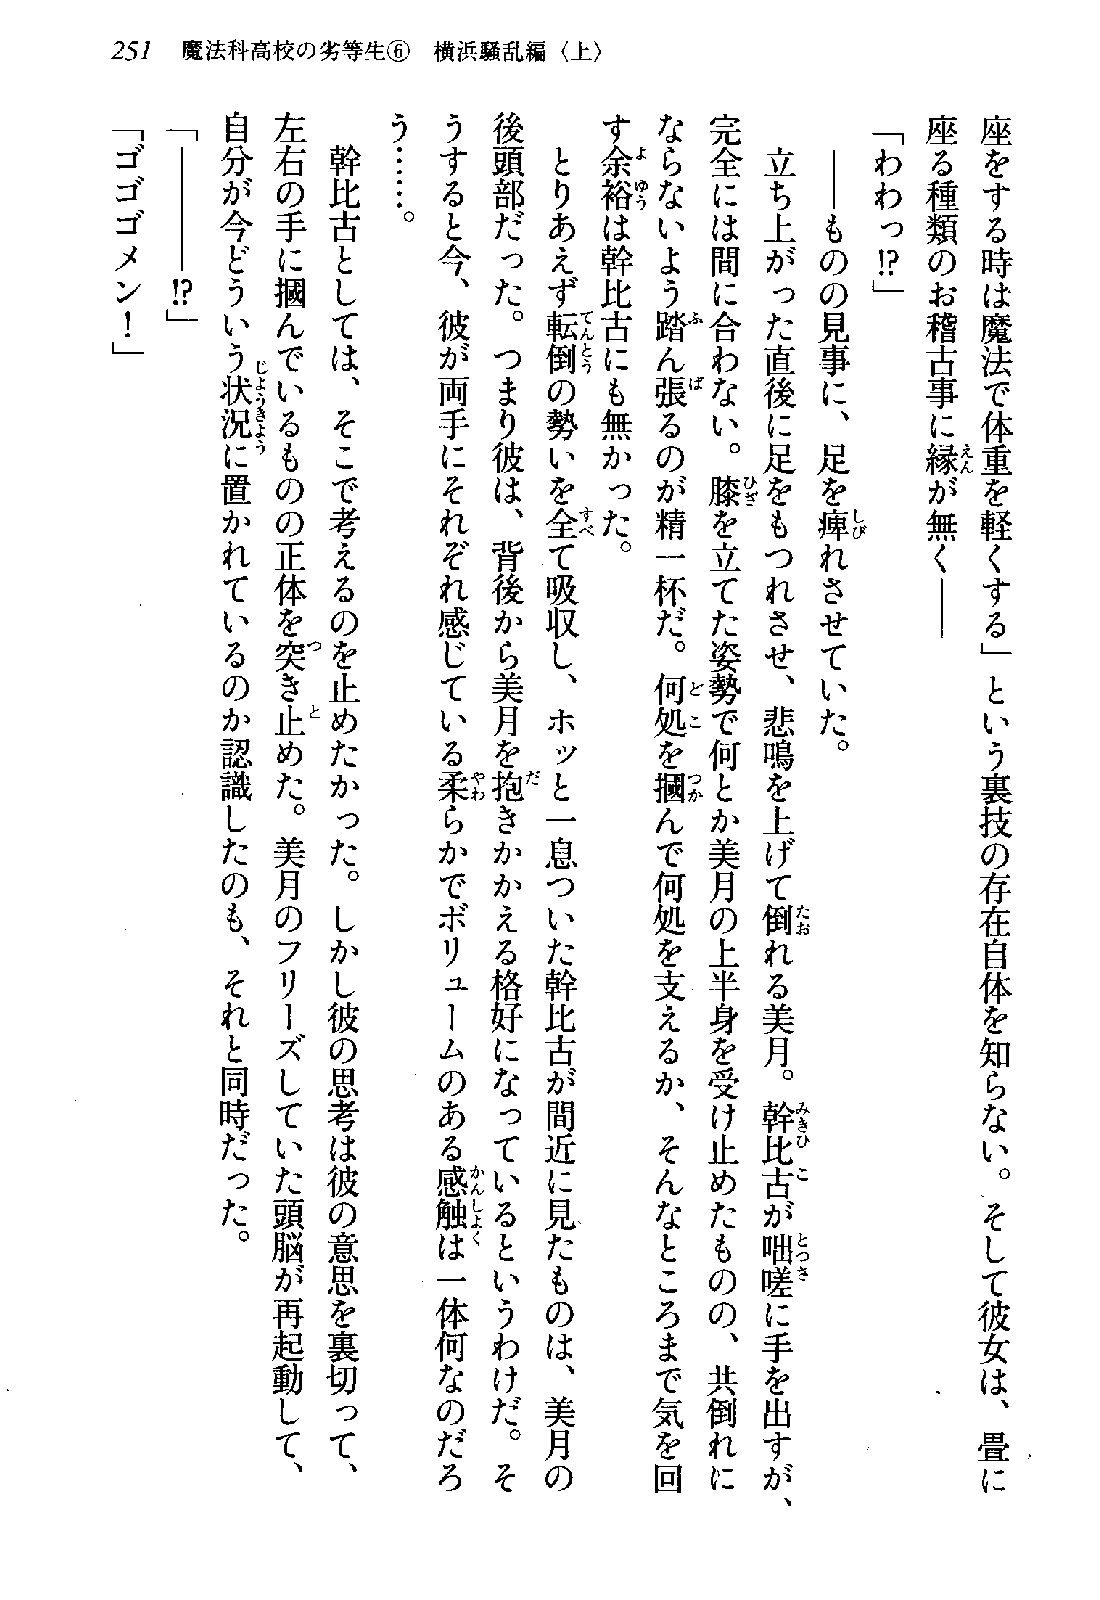 251　魔法科高校の劣等生⑥　横浜騒乱編〈上〉
座をする時は魔法で体重を軽くする」という裏技の存在自体を知らない。そして彼女は、畳に
座る種類のお稽古事に縁が無く――
「わわっ!?」
　――ものの見事に、足を痺れさせていた。
　立ち上がった直後に足をもつれさせ、悲鳴を上げて倒れる美月。幹比古が咄嗟に手を出すが、
完全には間に合わない。膝を立てた姿勢で何とか美月の上半身を受け止めたものの、共倒れに
ならないよう踏ん張るのが精一杯だ。何処を摑んで何処を支えるか、そんなところまで気を回
す余裕は幹比古にも無かった。
　とりあえず転倒の勢いを全て吸収し、ホッと一息ついた幹比古が間近に見たものは、美月の
後頭部だった。つまり彼は、背後から美月を抱きかかえる格好になっているというわけだ。そ
うすると今、彼が両手にそれぞれ感じている柔らかでボリュームのある感触は一体何なのだろ
う……。
　幹比古としては、そこで考えるのを止めたかった。しかし彼の思考は彼の意思を裏切って、
左右の手に摑んでいるものの正体を突き止めた。美月のフリーズしていた頭脳が再起動して、
自分が今どういう状況に置かれているのか認識したのも、それと同時だった。
「―――!?」
「ゴゴゴメン！」